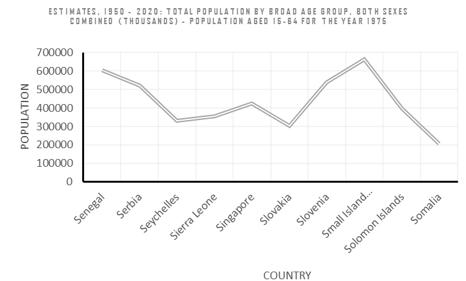 ESTIMATES, 1950 - 2020: TOTAL POPULATION BY BROAD AGE GROUP, BOTH SEXES
COMBINED (THOUSANDS) - POPULATION AGED 15-64 FOR THE YEAR 1975
700000
600000
500000
400000
300000
200000
100000
0
POPULATION
Senegal
Serbia
Seychelles
Sierra Leone
Singapore
Slovakia
Slovenia
Small Island...
Solomon Islands
Somalia
COUNTRY